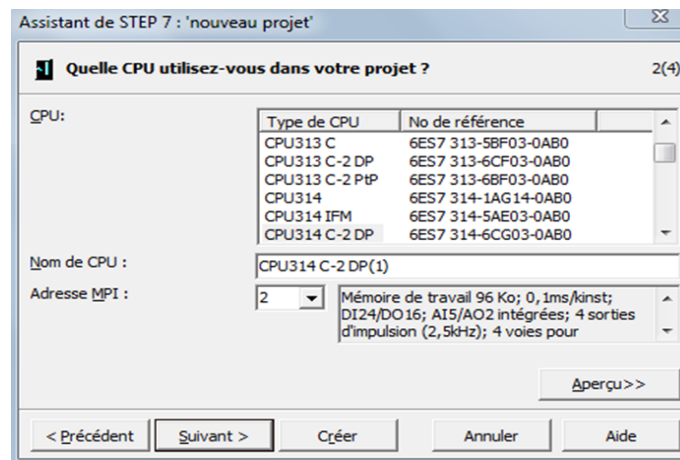 Assistant de STEP 7 : 'nouveau projet'
Quelle CPU utilisez-vous dans votre projet ? 2(4)
CPU:
Type de CPU No de référence
CPU313 C 6ES7 313-5BF03-0AB0
CPU313 C-2 DP 6ES7 313-6CF03-0AB0
CPU313 C-2 PtP 6ES7 313-6BF03-0AB0
CPU314 6ES7 314-1AG14-0AB0
CPU314 IFM 6ES7 314-5AE03-0AB0
CPU314 C-2 DP 6ES7 314-6CG03-0AB0
Nom de CPU : CPU314 C-2 DP(1)
Adresse MPI : 2 Mémoire de travail 96 Ko; 0,1ms/kinst;
DI24/DO16; AI5/AO2 intégrées; 4 sorties
d'impulsion (2,5kHz); 4 voies pour
Aperçu>>
< Précédent Suivant > Créer Annuler Aide